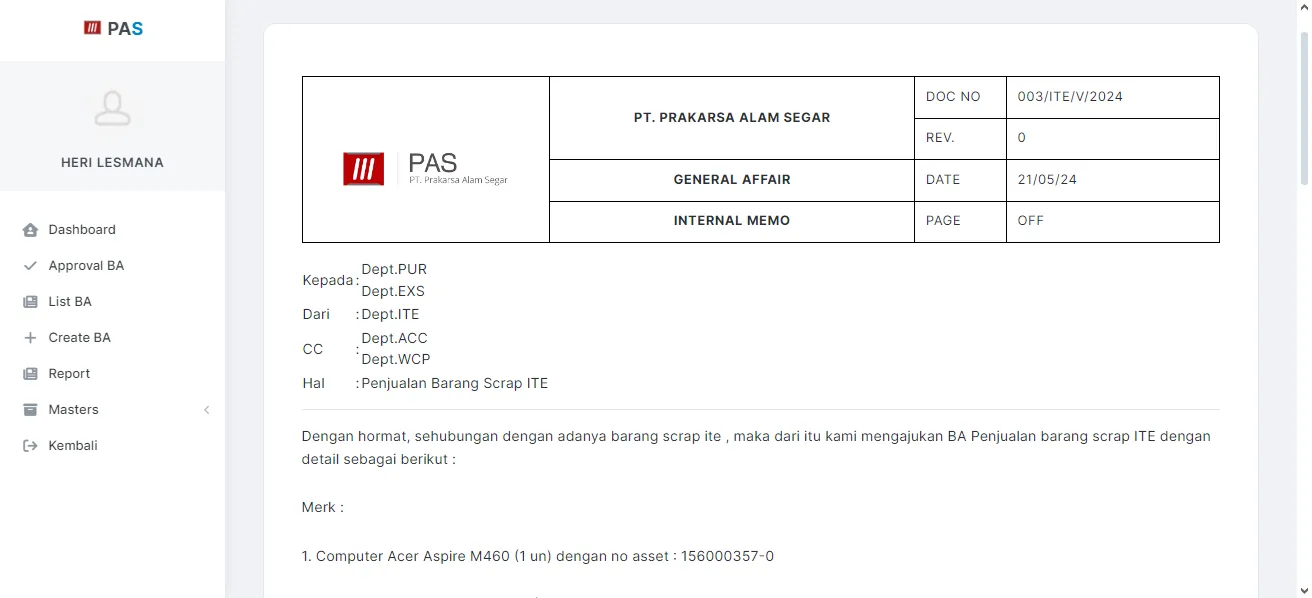 PAS
HERI LESMANA
Dashboard
Approval BA
List BA
Create BA
Report
Masters
Kembali
PAS
PT. Prakarsa Alam Segar
PT. PRAKARSA ALAM SEGAR
GENERAL AFFAIR
INTERNAL MEMO
DOC NO 003/ITE/V/2024
REV. 0
DATE 21/05/24
PAGE OFF
Kepada : Dept.PUR
Dept.EXS
Dari : Dept.ITE
CC : Dept.ACC
Dept.WCP
Hal : Penjualan Barang Scrap ITE
Dengan hormat, sehubungan dengan adanya barang scrap ite , maka dari itu kami mengajukan BA Penjualan barang scrap ITE dengan
detail sebagai berikut :
Merk :
1. Computer Acer Aspire M460 (1 un) dengan no asset : 156000357-0